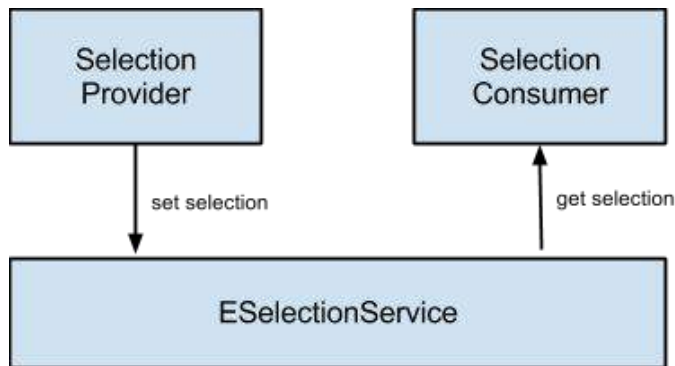 Selection
Provider
Selection
Consumer
set selection
get selection
ESelectionService